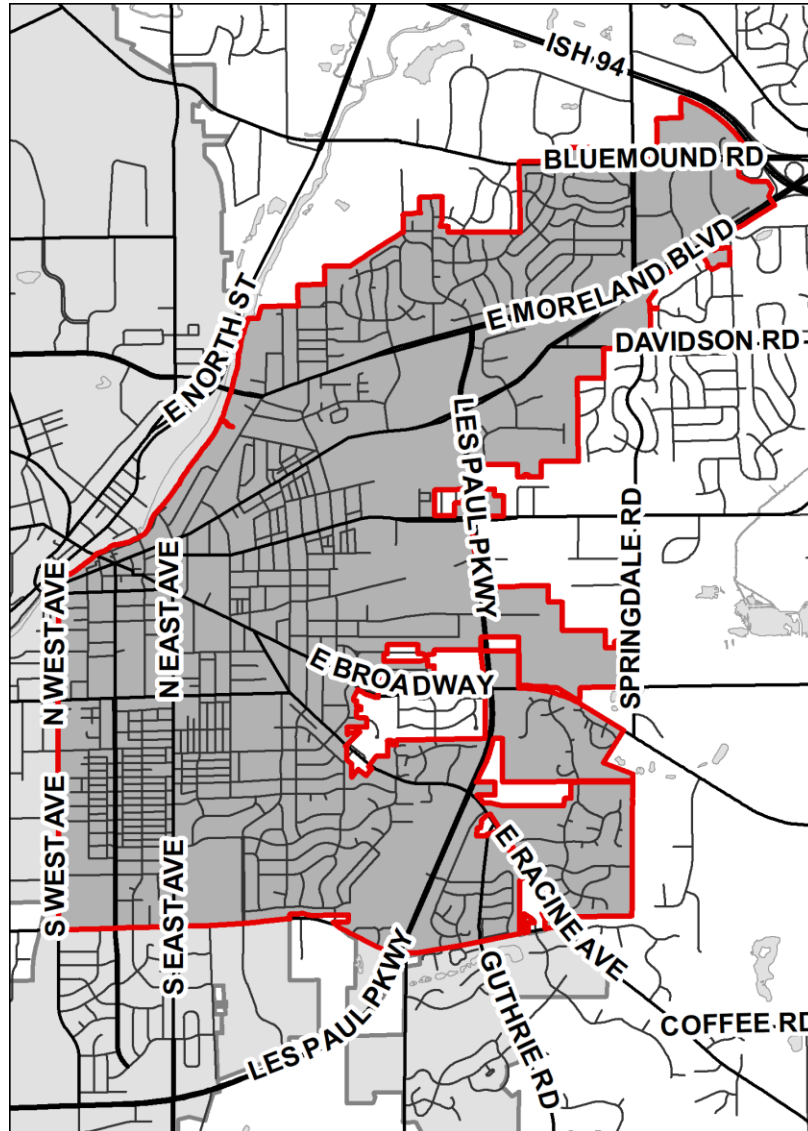 ISH 94
BLUEMOUND RD
E MORELAND BLVD
E NORTH ST
DAVIDSON RD
LES PAUL PKWY
SPRINGDALE RD
N WEST AVE
N EAST AVE
E BROADWAY
S WEST AVE
S EAST AVE
E RACINE AVE
LES PAUL PKWY
GUTHRIE RD
COFFEE RD